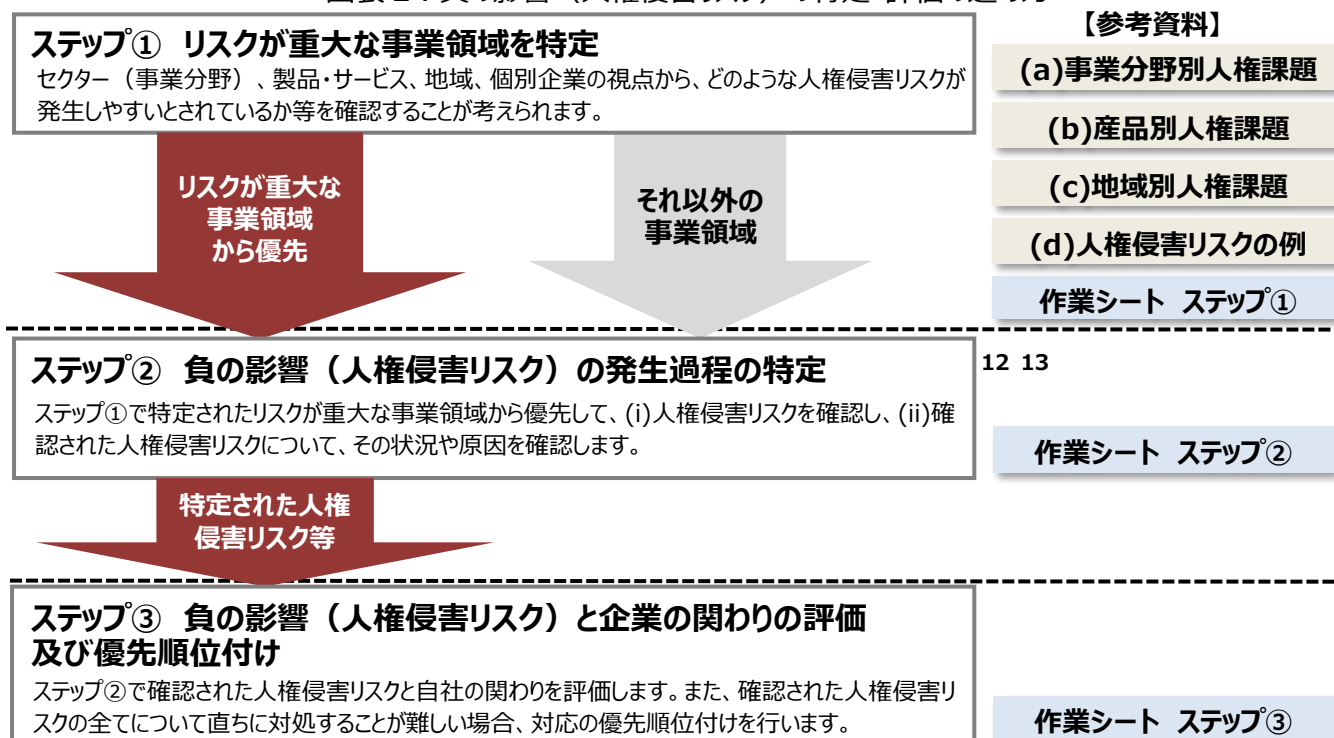 ステップ① リスクが重大な事業領域を特定
セクター（事業分野）、製品・サービス、地域、個別企業の視点から、どのような人権侵害リスクが
発生しやすいとされているか等を確認することが考えられます。
リスクが重大な
事業領域
から優先
それ以外の
事業領域
【参考資料】
(a)事業分野別人権課題
(b)産品別人権課題
(c)地域別人権課題
(d)人権侵害リスクの例
作業シート ステップ①
ステップ② 負の影響（人権侵害リスク）の発生過程の特定
ステップ①で特定されたリスクが重大な事業領域から優先して、(i)人権侵害リスクを確認し、(ii)確
認された人権侵害リスクについて、その状況や原因を確認します。
12 13
作業シート ステップ②
特定された人権
侵害リスク等
ステップ③ 負の影響（人権侵害リスク）と企業の関わりの評価
及び優先順位付け
ステップ②で確認された人権侵害リスクと自社の関わりを評価します。また、確認された人権侵害リ
スクの全てについて直ちに対処することが難しい場合、対応の優先順位付けを行います。
作業シート ステップ③